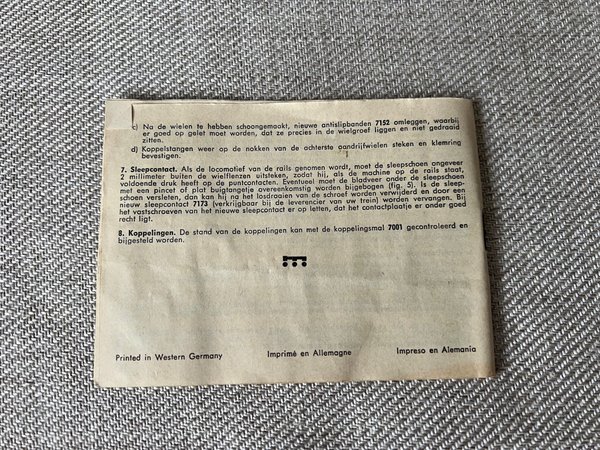 c) Na de wielen te hebben schoongemaakt, nieuwe antislipbanden 7152 omleggen, waarbij
er goed op gelet moet worden, dat ze precies in de wielgroef liggen en niet gedraaid
zitten.
d) Koppelstangen weer op de nokken van de achterste aandrijfwielen steken en klemring
bevestigen.
7. Sleepcontact. Als de locomotief van de rails genomen wordt, moet de sleepschoen ongeveer
2 millimeter buiten de wielflenzen uitsteken, zodat hij, als de machine op de rails staat,
voldoende druk heeft op de puntcontacten. Eventueel moet de bladveer onder de sleepschoen
met een pincet of plat buigtangetje overeenkomstig worden bijgebogen (fig. 5). Is de sleep-
schoen versleten, dan kan hij na het losdraaien van de schroef worden verwijderd en door een
nieuw sleepcontact 7173 (verkrijgbaar bij de leverancier van uw trein) worden vervangen. Bij
het vastschroeven van het nieuwe sleepcontact er op letten, dat het contactplaatje er onder goed
recht ligt.
8. Koppelingen. De stand van de koppelingen kan met de koppelingsmal 7001 gecontroleerd en
bijgesteld worden.
Printed in Western Germany Imprimé en Allemagne Impreso en Alemania